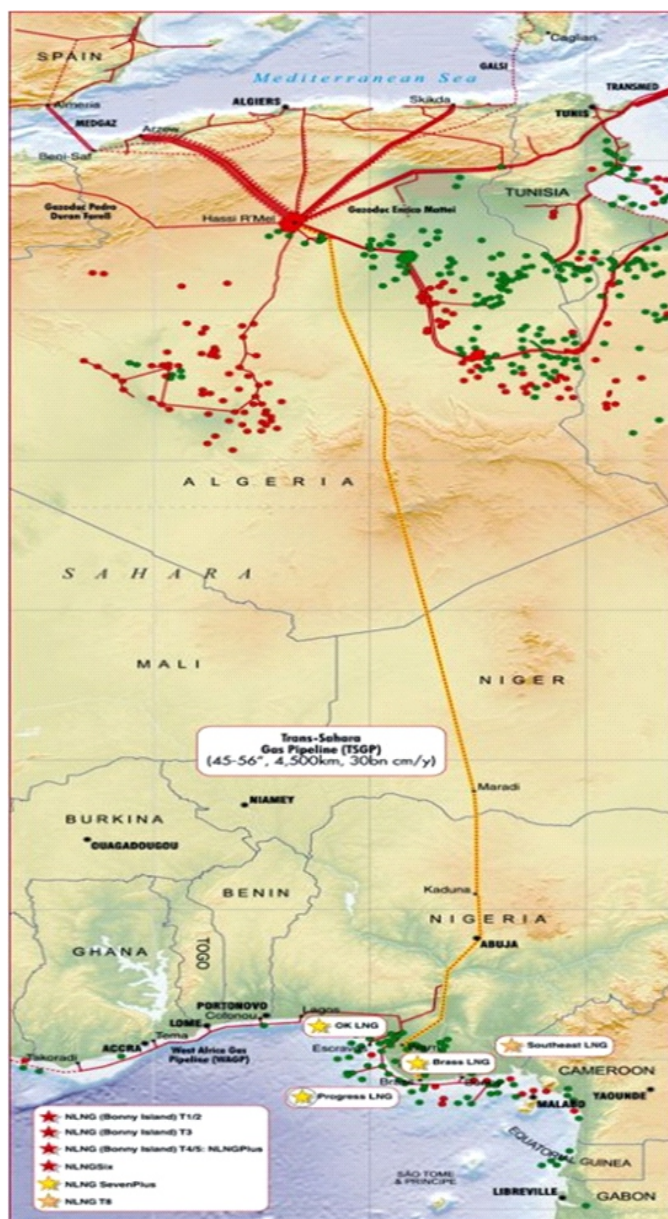 SPAIN
Cagliari
GALSI
Mediterranean Sea
TRANSMED
Almeria
ALGIERS
Skikda
TUNIS
MEDGAZ
Arzew
Beni-Saf
TUNISIA
Gazoduc Pedro
Duran Farell
Hassi R'Mel
Gazoduc Enrico Mattei
ALGERIA
SAHARA
MALI
NIGER
Trans-Sahara
Gas Pipeline (TSGP)
(45-56", 4,500km, 30bn cm/y)
Maradi
NIAMEY
BURKINA
OUAGADOUGOU
Kaduna
BENIN
NIGERIA
ABUJA
GHANA
TOGO
PORTONOVO
Cotonou
Lagos
LOME
OK LNG
Tema
ACCRA
Takoradi
West Africa Gas
Pipeline (WAGP)
Southeast LNG
Brass LNG
CAMEROON
Progress LNG
YAOUNDE
MALABO
NLNG (Bonny Island) T1/2
NLNG (Bonny Island) T3
NLNG (Bonny Island) T4/5: NLNGPlus
NLNGSix
NLNG SevenPlus
NLNG T8
EQUATORIAL GUINEA
SÃO TOME
& PRINCIPE
LIBREVILLE
GABON